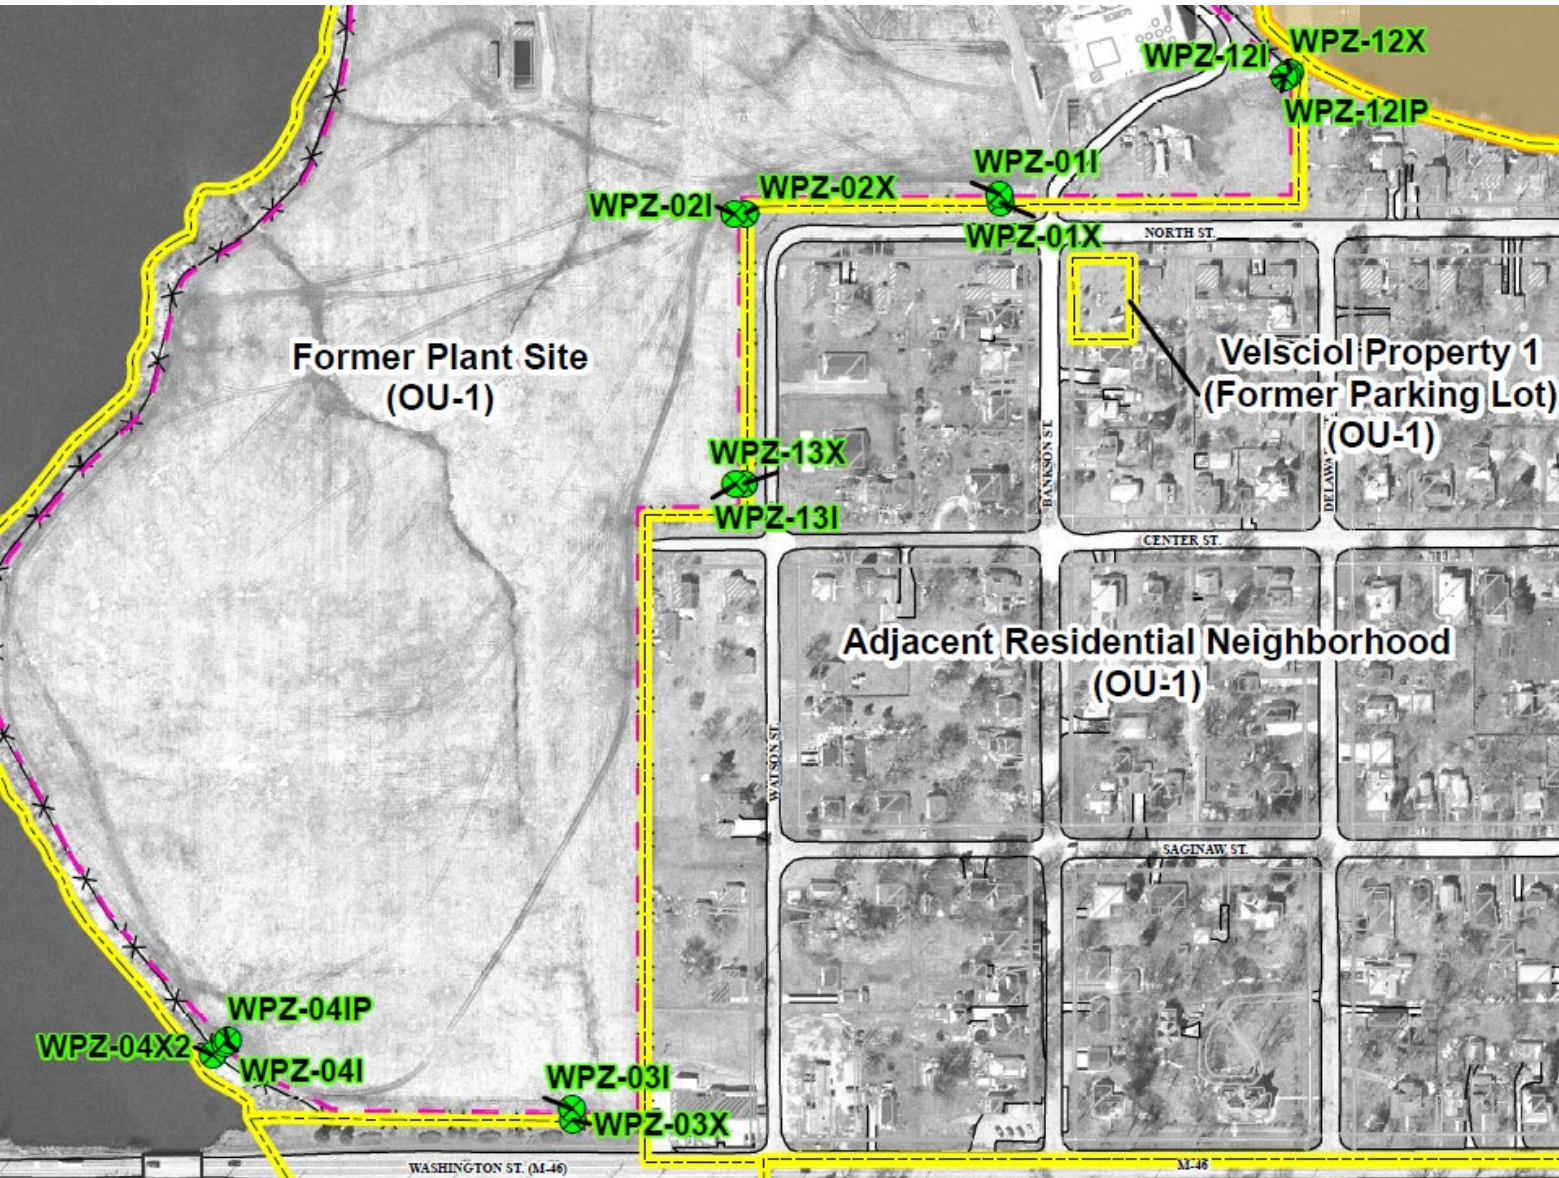 WPZ-12X
WPZ-12I
WPZ-12IP
WPZ-01I
WPZ-02X
WPZ-02I
WPZ-01X
NORTH ST.
Former Plant Site
(OU-1)
Velsciol Property 1
(Former Parking Lot)
(OU-1)
BANKSON ST.
DELAWA
WPZ-13X
WPZ-13I
CENTER ST.
Adjacent Residential Neighborhood
(OU-1)
WATSON ST.
SAGINAW ST.
WPZ-04IP
WPZ-04X2
WPZ-04I
WPZ-03I
WPZ-03X
WASHINGTON ST. (M-46)
M-46